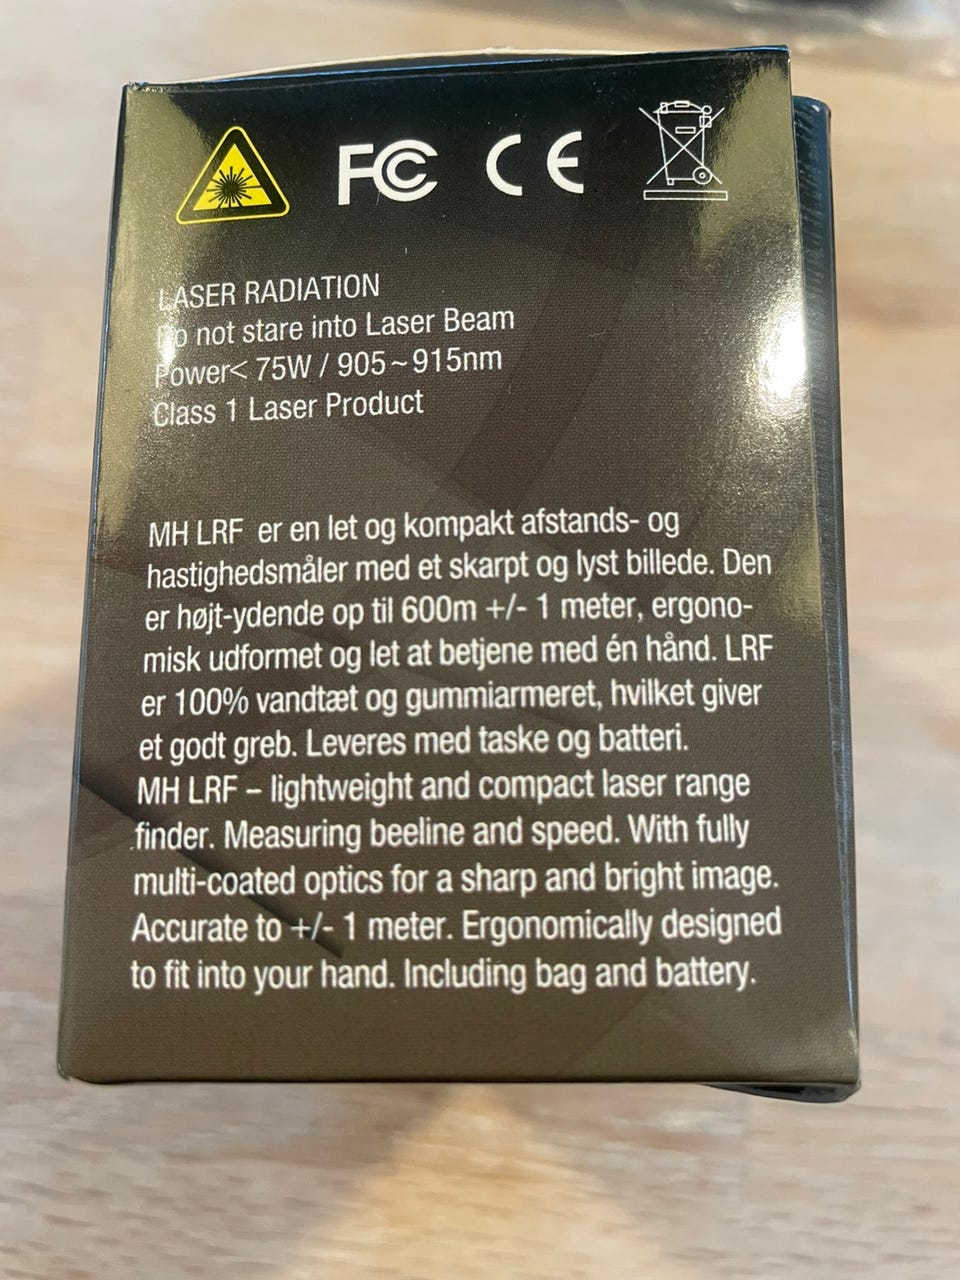 FC CE
LASER RADIATION
Do not stare into Laser Beam
Power< 75W / 905~915nm
Class 1 Laser Product
MH LRF er en let og kompakt afstands- og
hastighedsmåler med et skarpt og lyst billede. Den
er højt-ydende op til 600m +/- 1 meter, ergono-
misk udformet og let at betjene med én hånd. LRF
er 100% vandtæt og gummiarmeret, hvilket giver
et godt greb. Leveres med taske og batteri.
MH LRF – lightweight and compact laser range
finder. Measuring beeline and speed. With fully
multi-coated optics for a sharp and bright image.
Accurate to +/- 1 meter. Ergonomically designed
to fit into your hand. Including bag and battery.